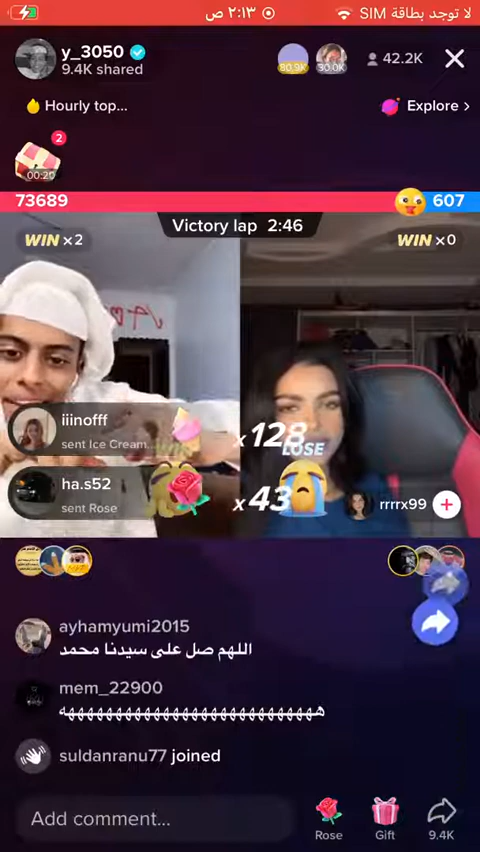 ٢:١٣ ص
لا توجد بطاقة SIM
y_3050
9.4K shared
80.9K
30.0K
42.2K
Hourly top...
Explore
2
00:20
73689
607
Victory lap 2:46
WIN x2
WIN x0
iiinofff
sent Ice Cream...
x128
LOSE
ha.s52
sent Rose
x43
rrrrx99
ayhamyumi2015
اللهم صل على سيدنا محمد
mem_22900
ههههههههههههههههههههههههه
suldanranu77 joined
Add comment...
Rose
Gift
9.4K